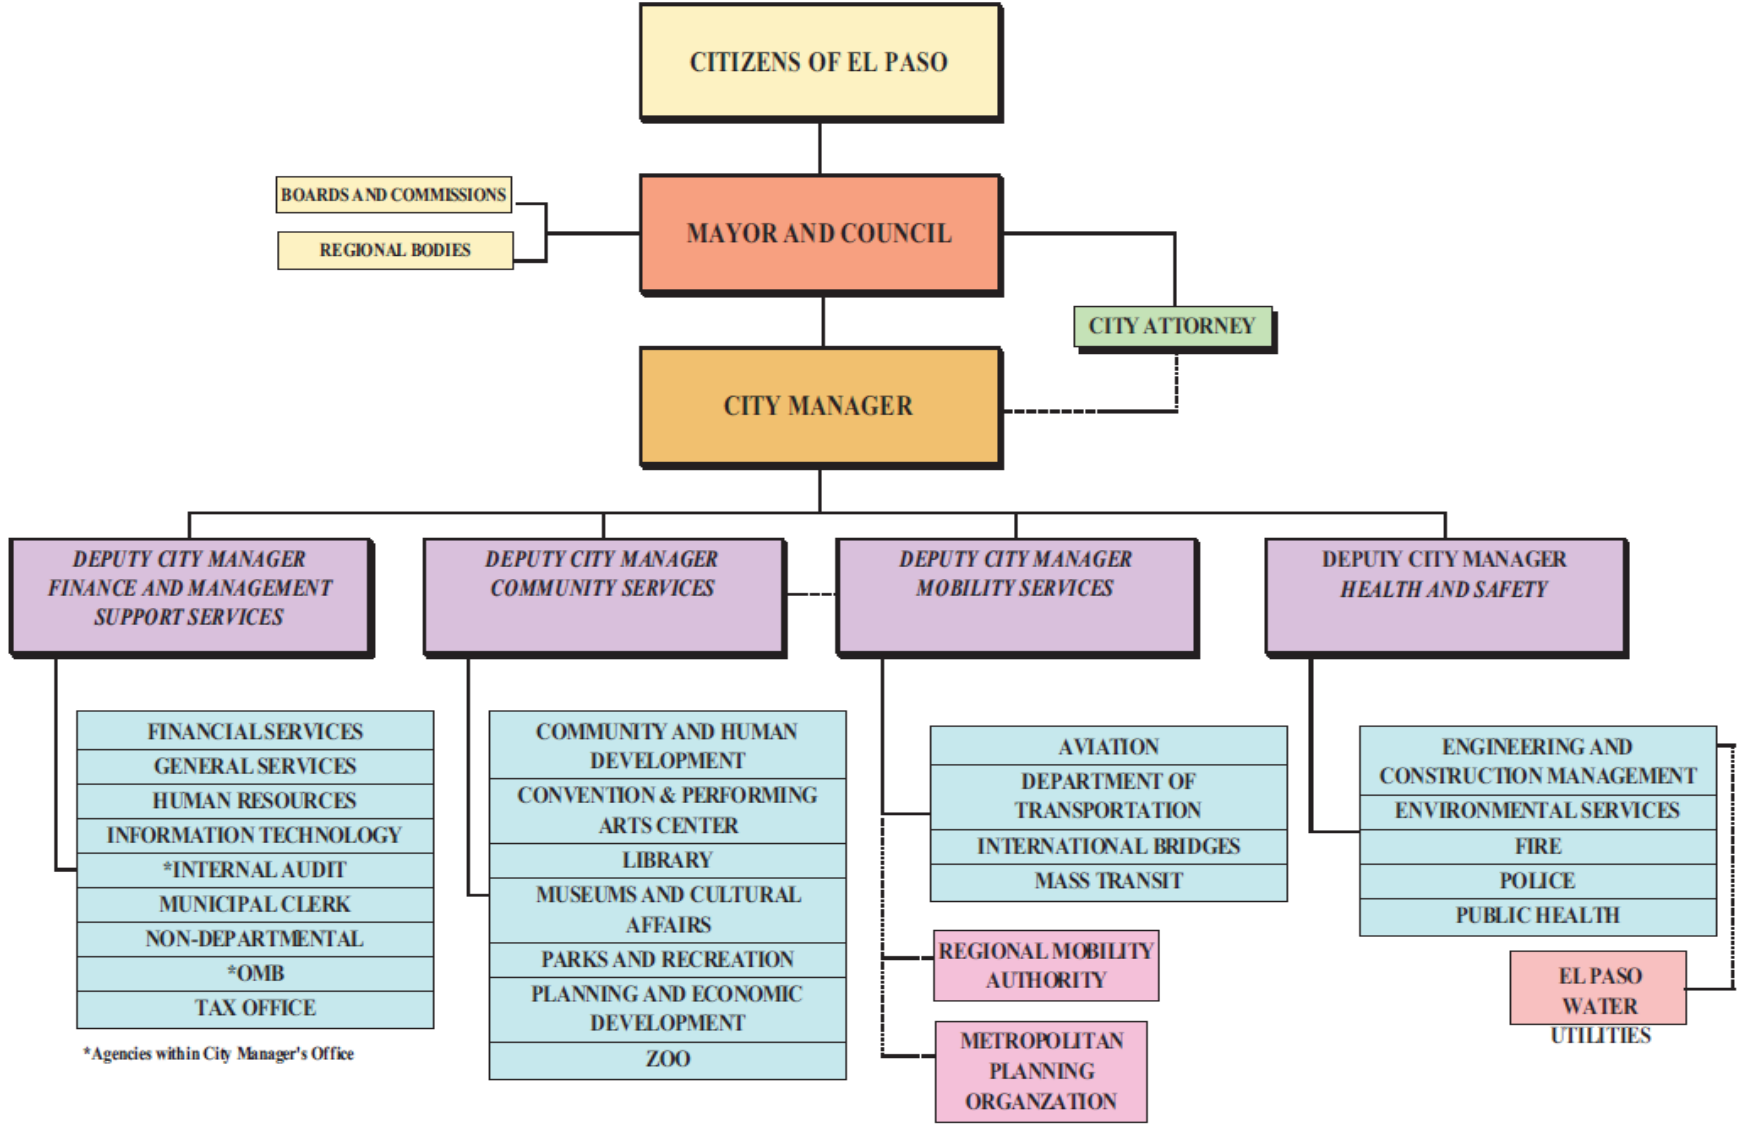 CITIZENS OF EL PASO
BOARDS AND COMMISSIONS
REGIONAL BODIES
MAYOR AND COUNCIL
CITY ATTORNEY
CITY MANAGER
DEPUTY CITY MANAGER
FINANCE AND MANAGEMENT
SUPPORT SERVICES
DEPUTY CITY MANAGER
COMMUNITY SERVICES
DEPUTY CITY MANAGER
MOBILITY SERVICES
DEPUTY CITY MANAGER
HEALTH AND SAFETY
FINANCIAL SERVICES
GENERAL SERVICES
HUMAN RESOURCES
INFORMATION TECHNOLOGY
*INTERNAL AUDIT
MUNICIPAL CLERK
NON-DEPARTMENTAL
*OMB
TAX OFFICE
*Agencies within City Manager's Office
COMMUNITY AND HUMAN
DEVELOPMENT
CONVENTION & PERFORMING
ARTS CENTER
LIBRARY
MUSEUMS AND CULTURAL
AFFAIRS
PARKS AND RECREATION
PLANNING AND ECONOMIC
DEVELOPMENT
ZOO
AVIATION
DEPARTMENT OF
TRANSPORTATION
INTERNATIONAL BRIDGES
MASS TRANSIT
REGIONAL MOBILITY
AUTHORITY
METROPOLITAN
PLANNING
ORGANZATION
ENGINEERING AND
CONSTRUCTION MANAGEMENT
ENVIRONMENTAL SERVICES
FIRE
POLICE
PUBLIC HEALTH
EL PASO
WATER
UTILITIES